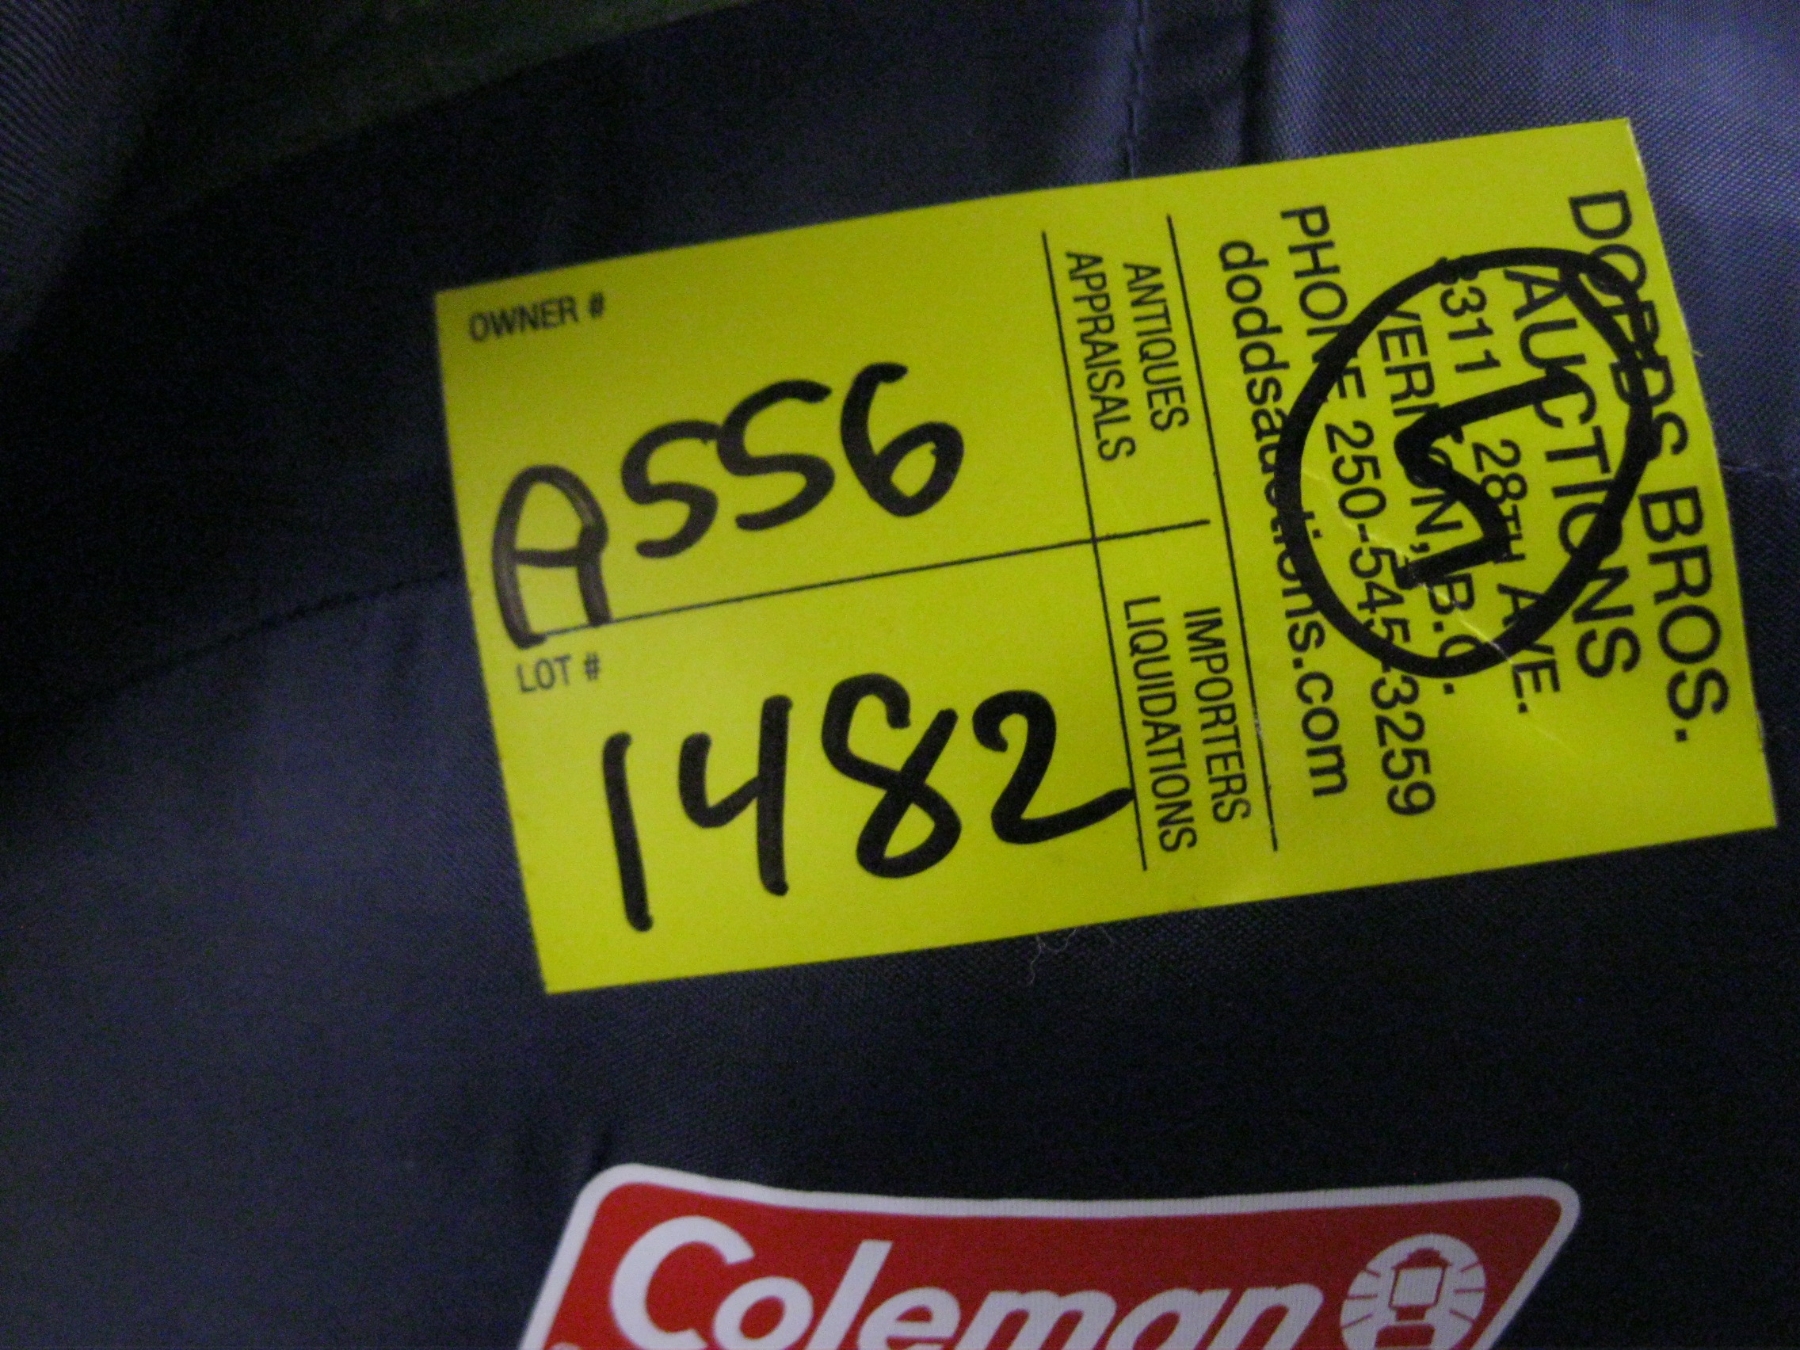 DODDS BROS.
AUCTIONS
3311 28TH AVE.
VERNON, B.C.
PHONE 250-545-3259
doddsauctions.com
5
ANTIQUES
APPRAISALS
IMPORTERS
LIQUIDATIONS
OWNER #
A556
LOT #
1482
Coleman